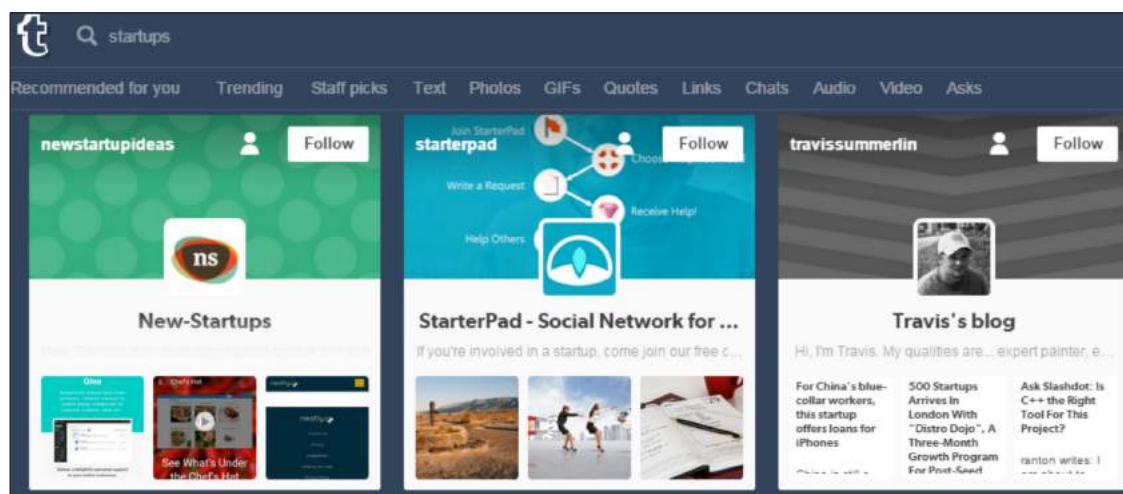 t
startups
Recommended for you Trending Staff picks Text Photos GIFs Quotes Links Chats Audio Video Asks
newstartupideas
Follow
ns
New-Startups
Glea
Chef's Hat
See What's Under
the Chef's Hat
starterpad
Follow
Join StarterPad
Write a Request
Receive Help!
Help Others
StarterPad - Social Network for ...
If you're involved in a startup, come join our free c...
travissummerlin
Follow
Travis's blog
Hi, I'm Travis. My qualities are... expert painter, e...
For China's blue-
collar workers,
this startup
offers loans for
iPhones
500 Startups
Arrives In
London With
"Distro Dojo", A
Three-Month
Growth Program
For Post-Seed
Ask Slashdot: Is
C++ the Right
Tool For This
Project?
ranton writes: I